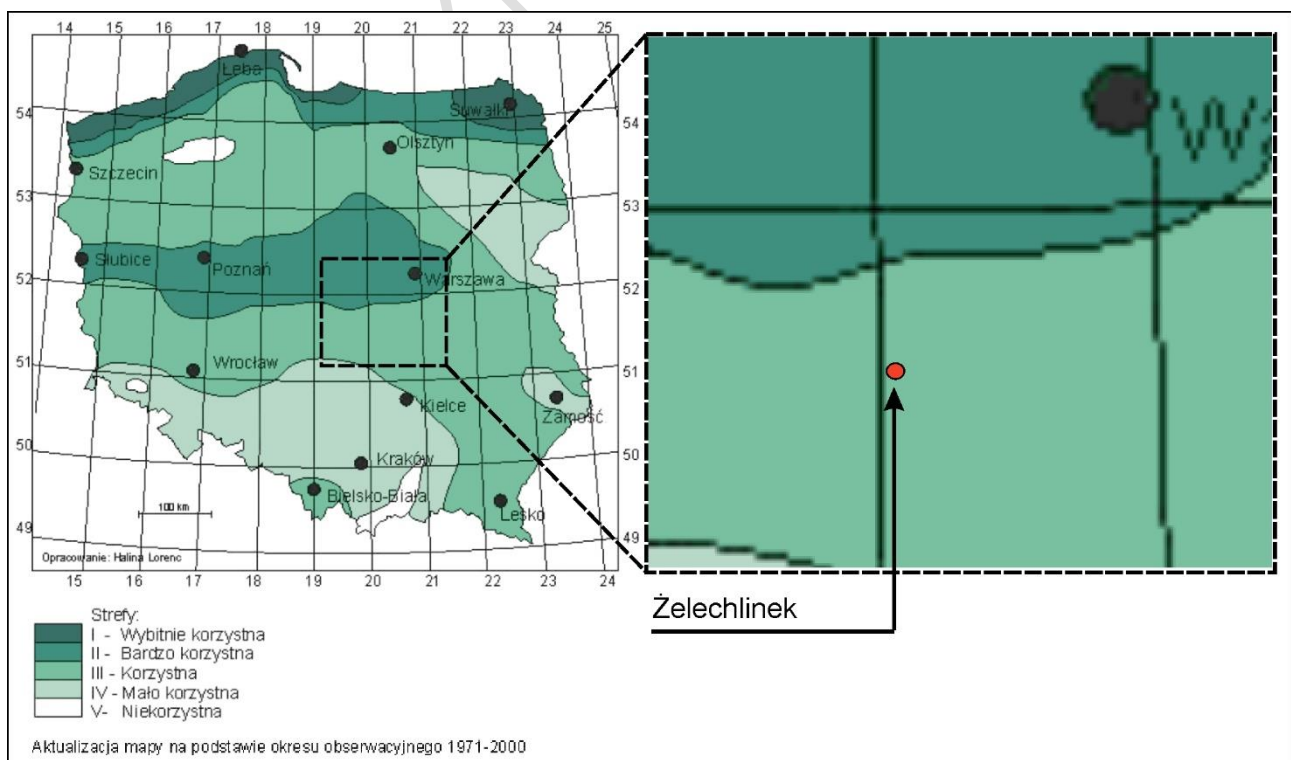 14 15 16 17 18 19 20 21 22 23 24 25
Łeba
Suwałki
54
54
Olsztyn
Szczecin
53
53
Słubice
Poznań
Warszawa
W
52
52
51
Wrocław
51
Kielce
Zamość
50
Kraków
50
Bielsko-Biała
100 km
Lesko
49
49
Opracowanie: Halina Lorenc
15 16 17 18 19 20 21 22 23 24
Żelechlinek
Strefy:
I - Wybitnie korzystna
II - Bardzo korzystna
III - Korzystna
IV - Mało korzystna
V- Niekorzystna
Aktualizacja mapy na podstawie okresu obserwacyjnego 1971-2000